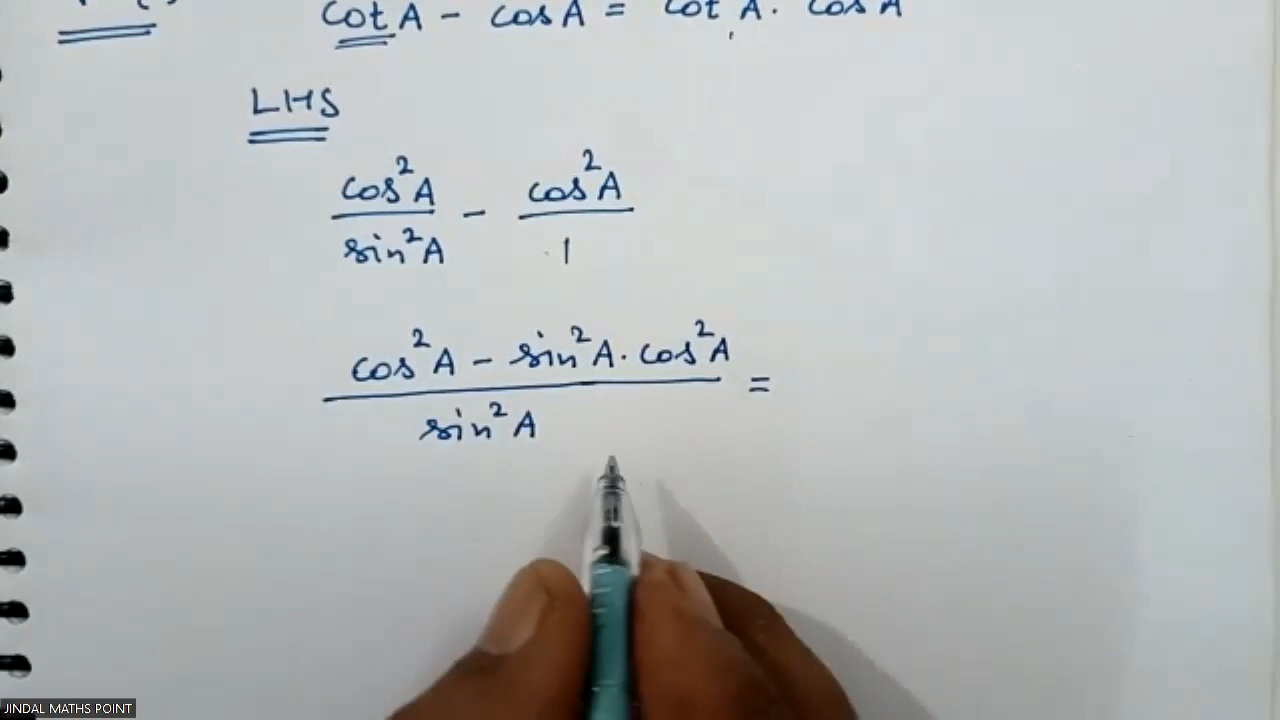 cot A - cos A = cot A . cos A
LHS
cos²A / sin²A - cos²A / 1
cos²A - sin²A . cos²A / sin²A =
JINDAL MATHS POINT